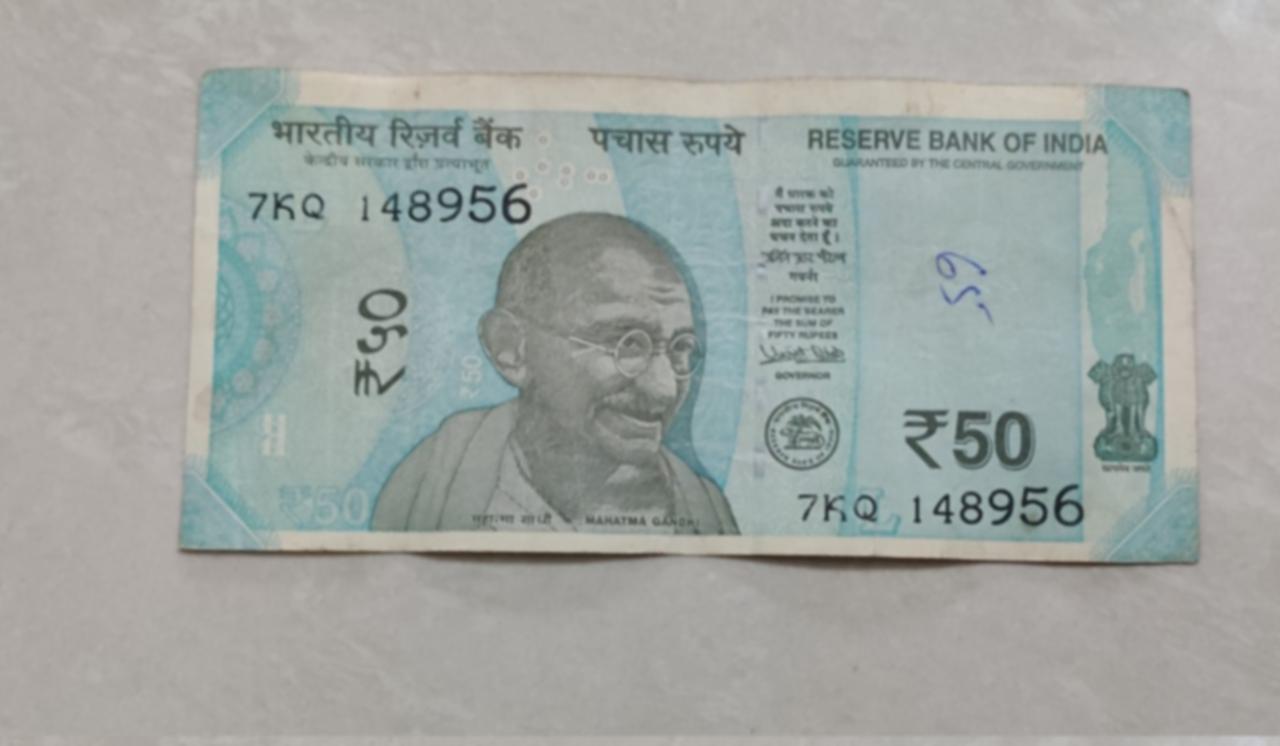 भारतीय रिज़र्व बैंक
केन्द्रीय सरकार द्वारा प्रत्याभूत
पचास रुपये
RESERVE BANK OF INDIA
GUARANTEED BY THE CENTRAL GOVERNMENT
7KQ 148956
₹५०
₹50
मैं धारक को
पचास रुपये
अदा करने का
वचन देता हूँ।
गवर्नर
I PROMISE TO
PAY THE BEARER
THE SUM OF
FIFTY RUPEES
GOVERNOR
59
₹50
7KQ 148956
₹50
महात्मा गांधी MAHATMA GANDHI
सत्यमेव जयते